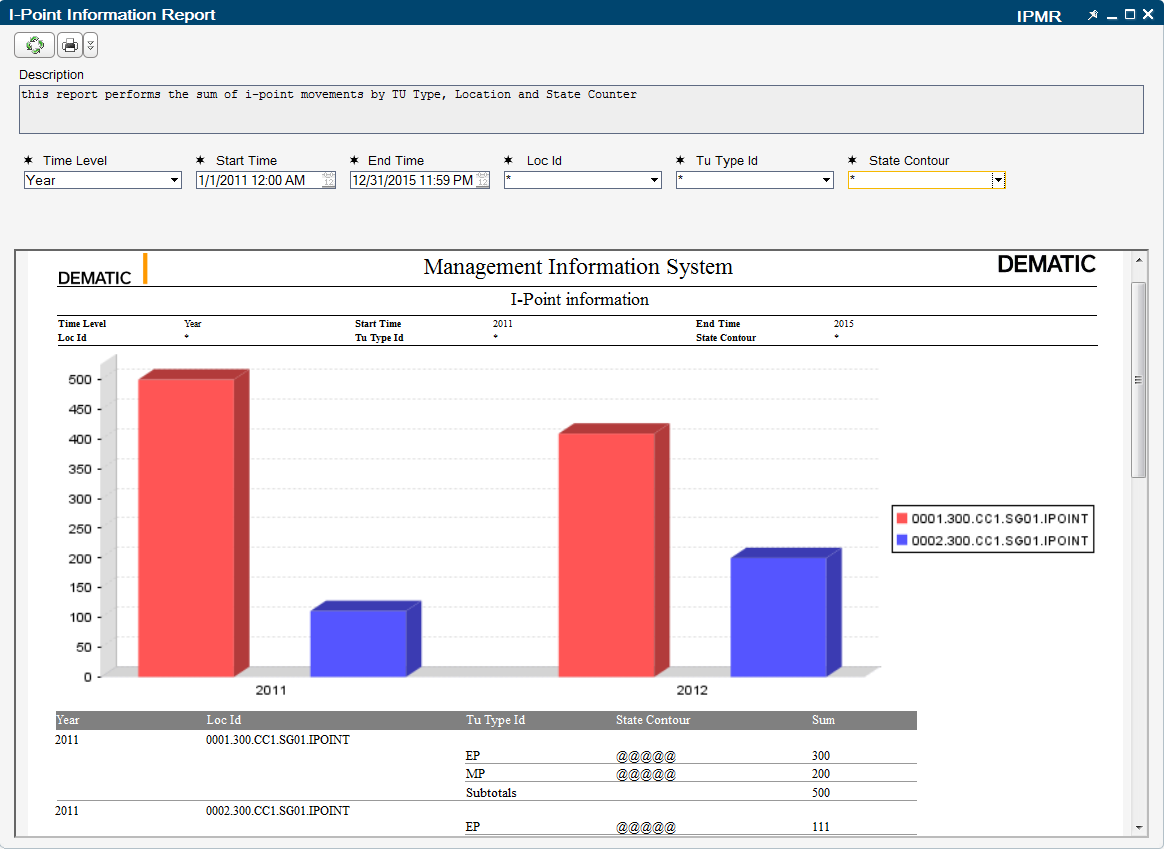 I-Point Information Report IPMR
Description
this report performs the sum of i-point movements by TU Type, Location and State Counter
✶ Time Level ✶ Start Time ✶ End Time ✶ Loc Id ✶ Tu Type Id ✶ State Contour
Year 1/1/2011 12:00 AM 12 12/31/2015 11:59 PM 12 * * *
DEMATIC Management Information System DEMATIC
I-Point information
Time Level Year Start Time 2011 End Time 2015
Loc Id * Tu Type Id * State Contour *
500
450
400
350
300
250
200
150
100
50
0
2011 2012
0001.300.CC1.SG01.IPOINT
0002.300.CC1.SG01.IPOINT
Year Loc Id Tu Type Id State Contour Sum
2011 0001.300.CC1.SG01.IPOINT
EP @@@@@ 300
MP @@@@@ 200
Subtotals 500
2011 0002.300.CC1.SG01.IPOINT
EP @@@@@ 111